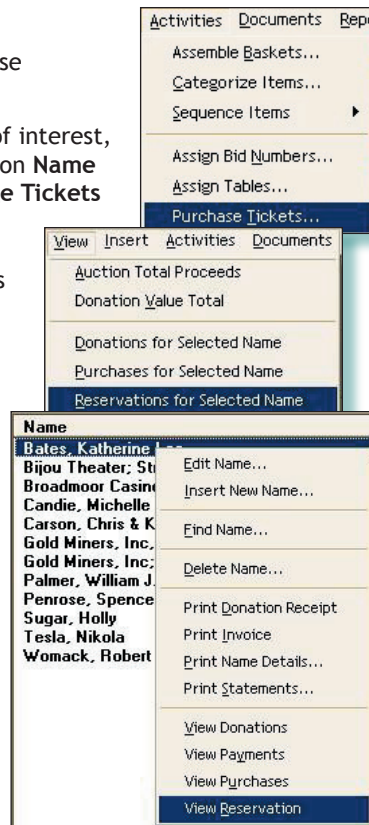 se
of interest,
on Name
e Tickets
s
Activities Documents Repo
Assemble Baskets...
Categorize Items...
Sequence Items
Assign Bid Numbers...
Assign Tables...
Purchase Tickets...
View Insert Activities Documents
Auction Total Proceeds
Donation Value Total
Donations for Selected Name
Purchases for Selected Name
Reservations for Selected Name
Name
Bates, Katherine
Bijou Theater; St
Broadmoor Casin
Candie, Michelle
Carson, Chris & K
Gold Miners, Inc,
Gold Miners, Inc;
Palmer, William J.
Penrose, Spence
Sugar, Holly
Tesla, Nikola
Womack, Robert
Edit Name...
Insert New Name...
Find Name...
Delete Name...
Print Donation Receipt
Print Invoice
Print Name Details...
Print Statements...
View Donations
View Payments
View Purchases
View Reservation